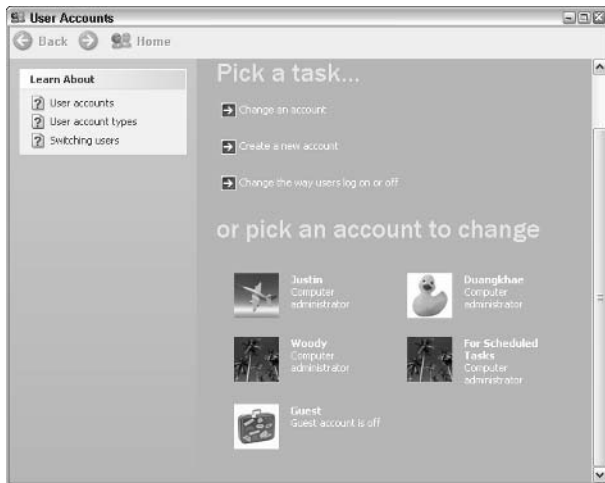 User Accounts
Back Home
Learn About
User accounts
User account types
Switching users
Pick a task...
Change an account
Create a new account
Change the way users log on or off
or pick an account to change
Justin
Computer
administrator
Duangkhae
Computer
administrator
Woody
Computer
administrator
For Scheduled
Tasks
Computer
administrator
Guest
Guest account is off